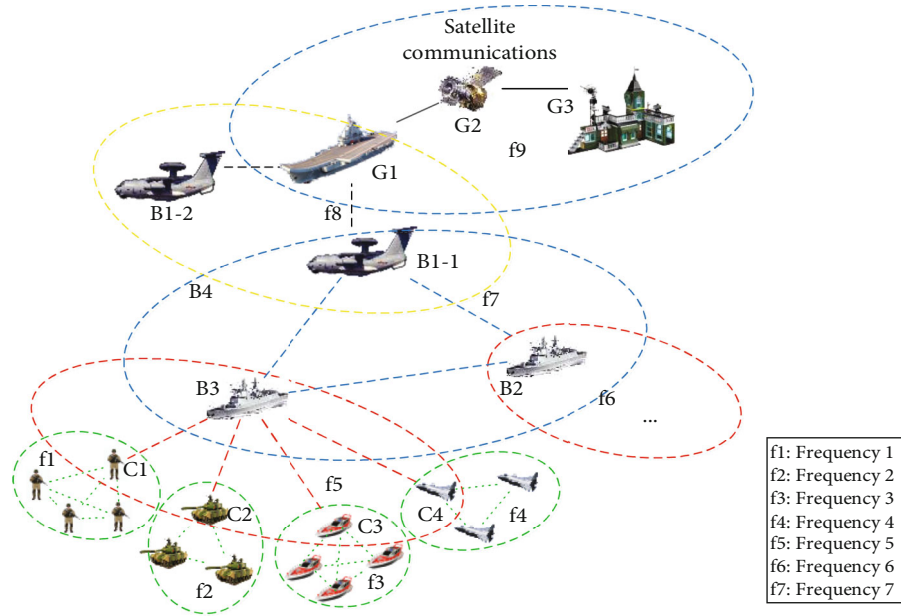 Satellite
communications
G2
G3
f9
G1
B1-2
f8
B1-1
B4
f7
B3
B2
f6
...
f1
C1
f5
C2
C3
C4
f4
f3
f2
f1: Frequency 1
f2: Frequency 2
f3: Frequency 3
f4: Frequency 4
f5: Frequency 5
f6: Frequency 6
f7: Frequency 7